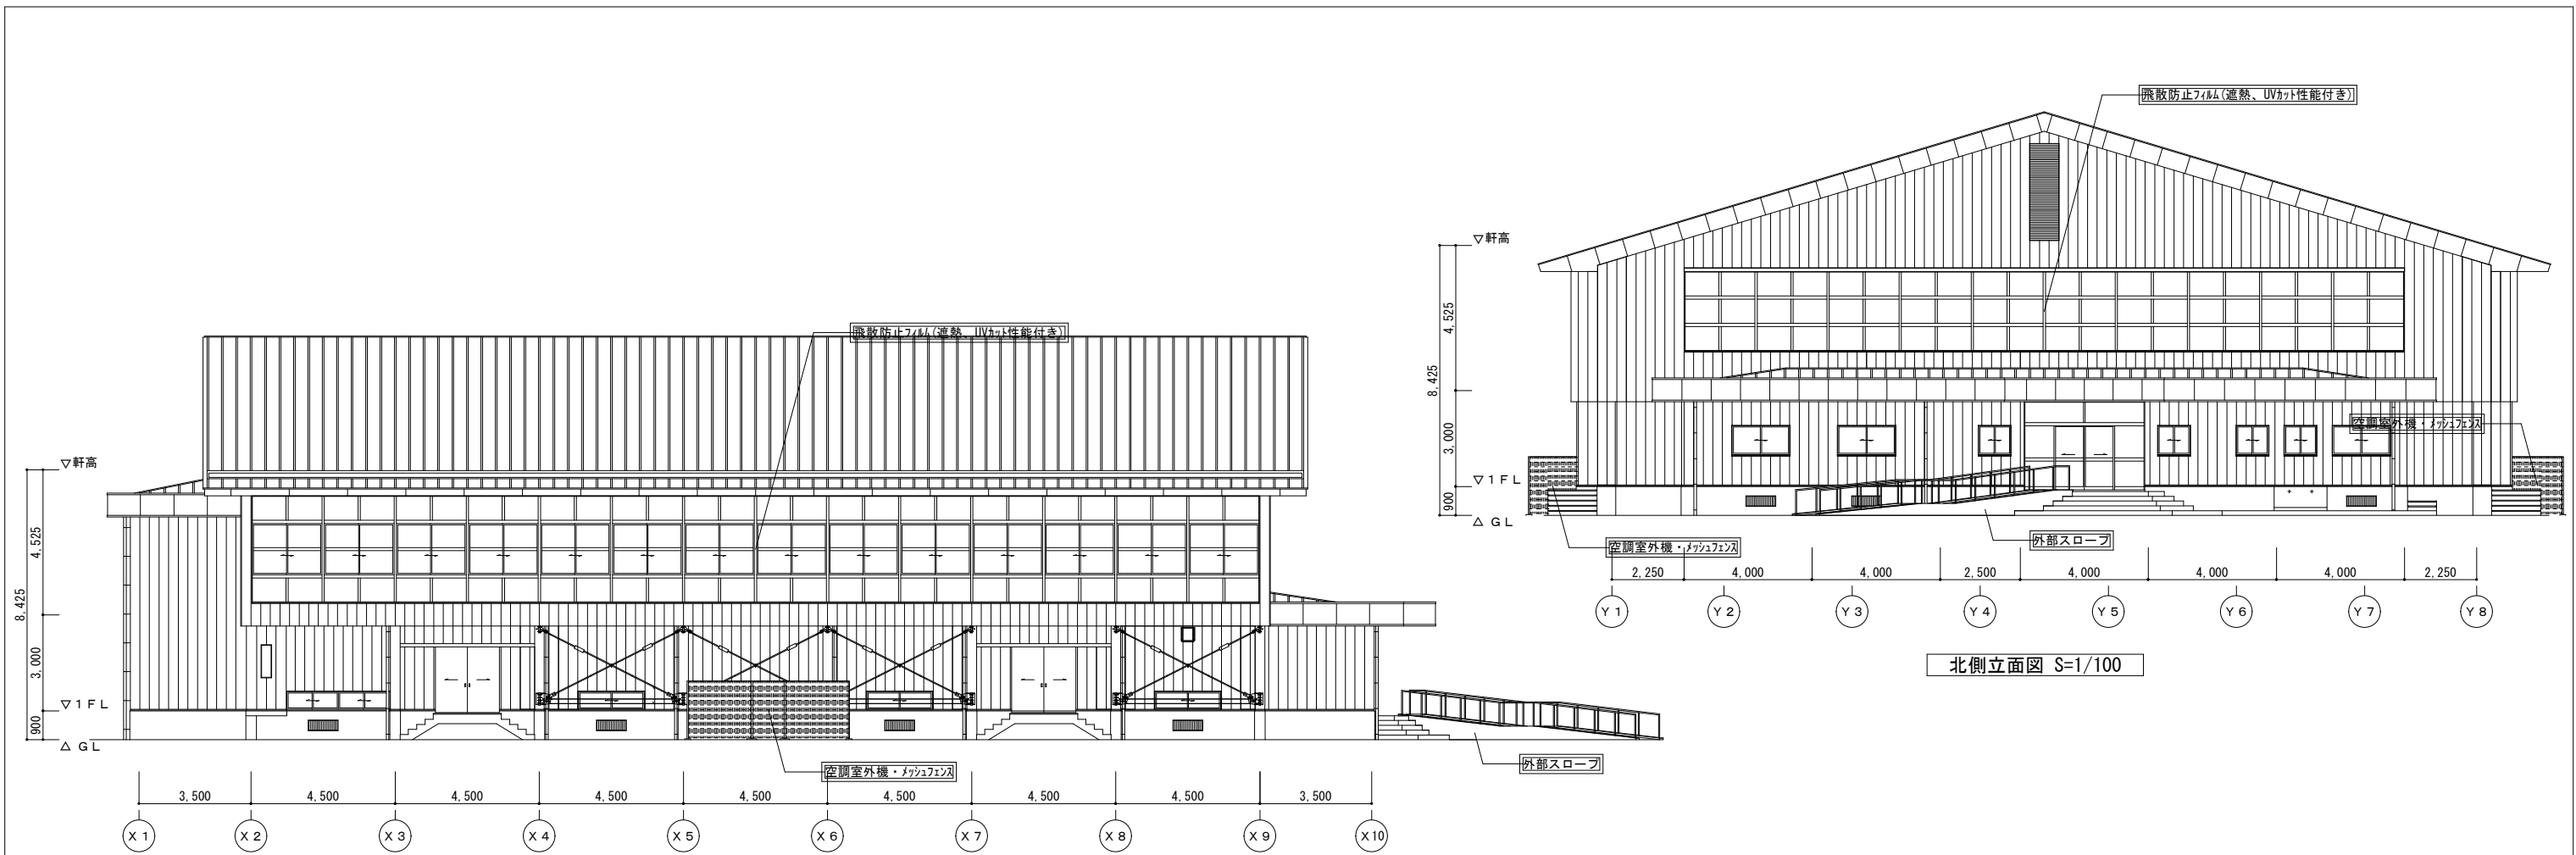 飛散防止フィルム(遮熱、UVカット性能付き)
▽軒高
4,525
8,425
3,000
▽1FL
900
△ GL
空調室外機・メッシュフェンス
外部スロープ
3,500
4,500
4,500
4,500
4,500
4,500
4,500
4,500
3,500
X1
X2
X3
X4
X5
X6
X7
X8
X9
X10
飛散防止フィルム(遮熱、UVカット性能付き)
▽軒高
4,525
8,425
3,000
▽1FL
900
△ GL
空調室外機・メッシュフェンス
空調室外機・メッシュフェンス
外部スロープ
2,250
4,000
4,000
2,500
4,000
4,000
4,000
2,250
Y1
Y2
Y3
Y4
Y5
Y6
Y7
Y8
北側立面図 S=1/100